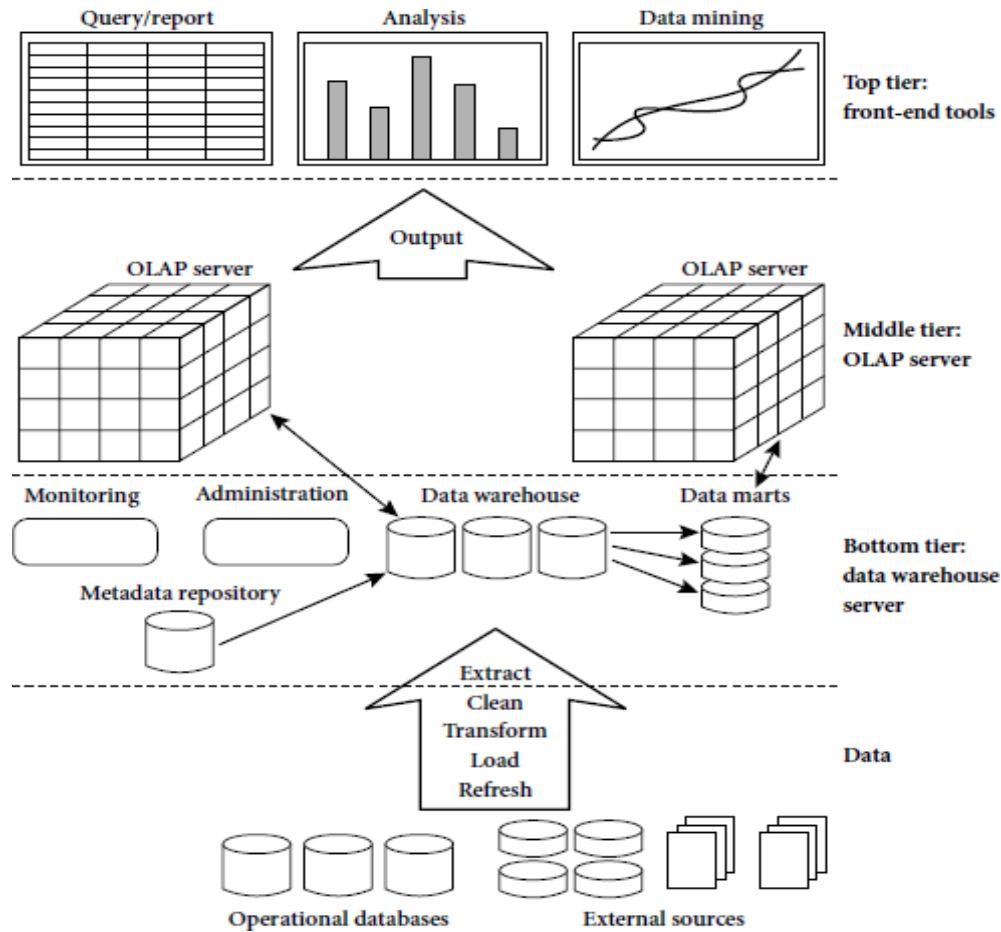 Query/report
Analysis
Data mining
Top tier:
front-end tools
Output
OLAP server
OLAP server
Middle tier:
OLAP server
Monitoring
Administration
Data warehouse
Data marts
Bottom tier:
data warehouse
server
Metadata repository
Extract
Clean
Transform
Load
Refresh
Data
Operational databases
External sources